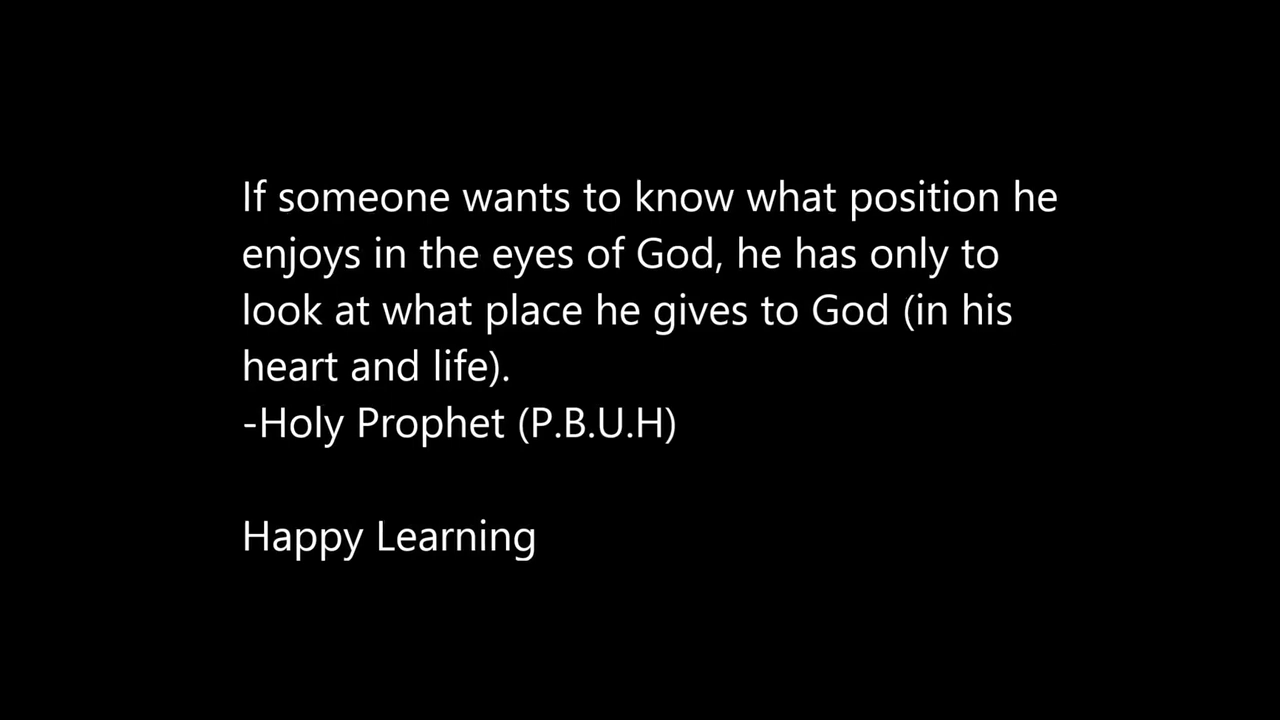 If someone wants to know what position he
enjoys in the eyes of God, he has only to
look at what place he gives to God (in his
heart and life).
-Holy Prophet (P.B.U.H)
Happy Learning